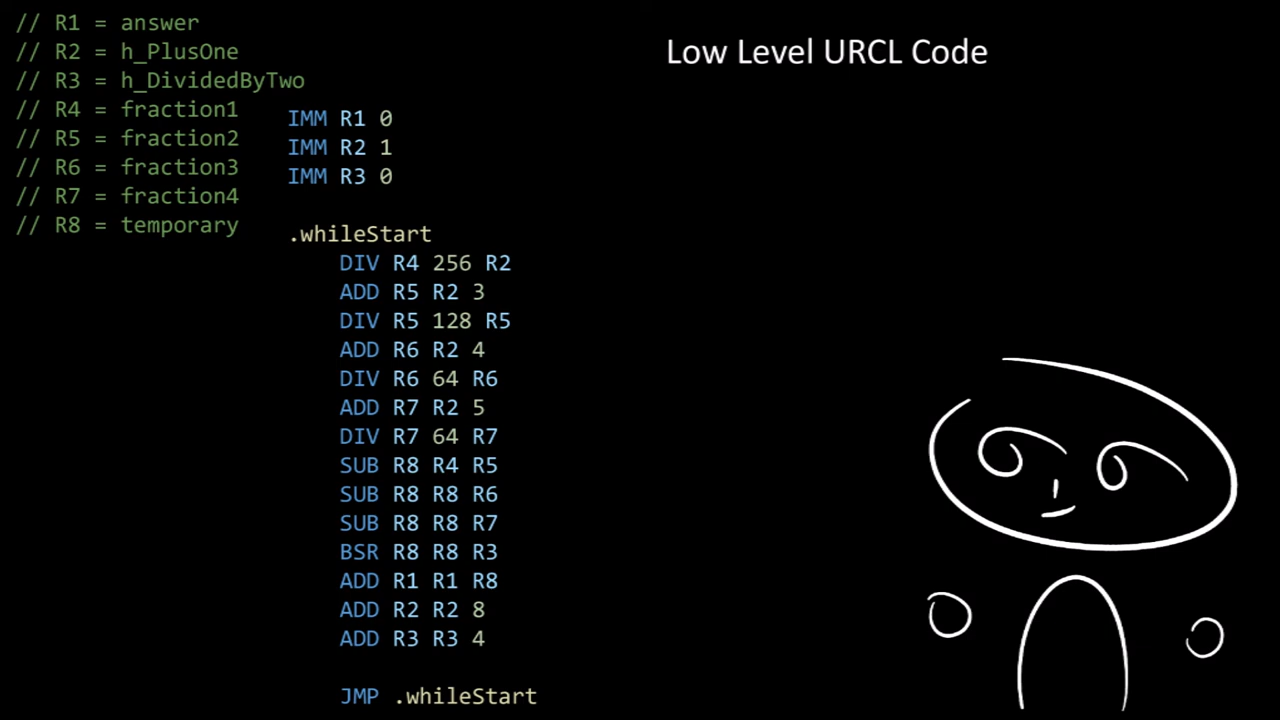 // R1 = answer
// R2 = h_PlusOne
// R3 = h_DividedByTwo
// R4 = fraction1
// R5 = fraction2
// R6 = fraction3
// R7 = fraction4
// R8 = temporary
Low Level URCL Code
IMM R1 0
IMM R2 1
IMM R3 0
.whileStart
DIV R4 256 R2
ADD R5 R2 3
DIV R5 128 R5
ADD R6 R2 4
DIV R6 64 R6
ADD R7 R2 5
DIV R7 64 R7
SUB R8 R4 R5
SUB R8 R8 R6
SUB R8 R8 R7
BSR R8 R8 R3
ADD R1 R1 R8
ADD R2 R2 8
ADD R3 R3 4
JMP .whileStart